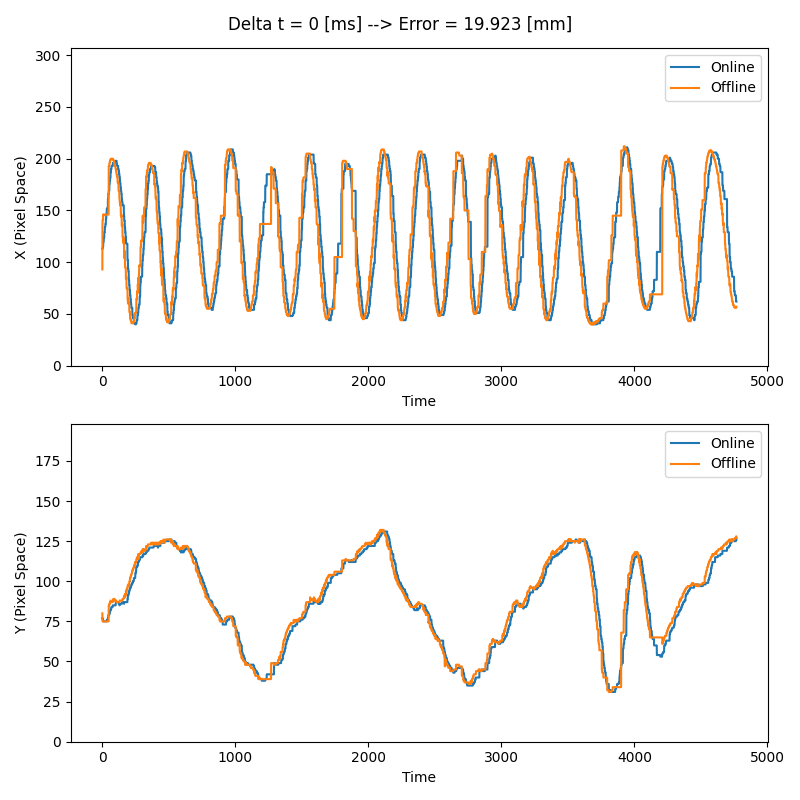 Delta t = 0 [ms] --> Error = 19.923 [mm]
300
250
200
150
100
50
0
X (Pixel Space)
Online
Offline
0 1000 2000 3000 4000 5000
Time
175
150
125
100
75
50
25
0
Y (Pixel Space)
Online
Offline
0 1000 2000 3000 4000 5000
Time